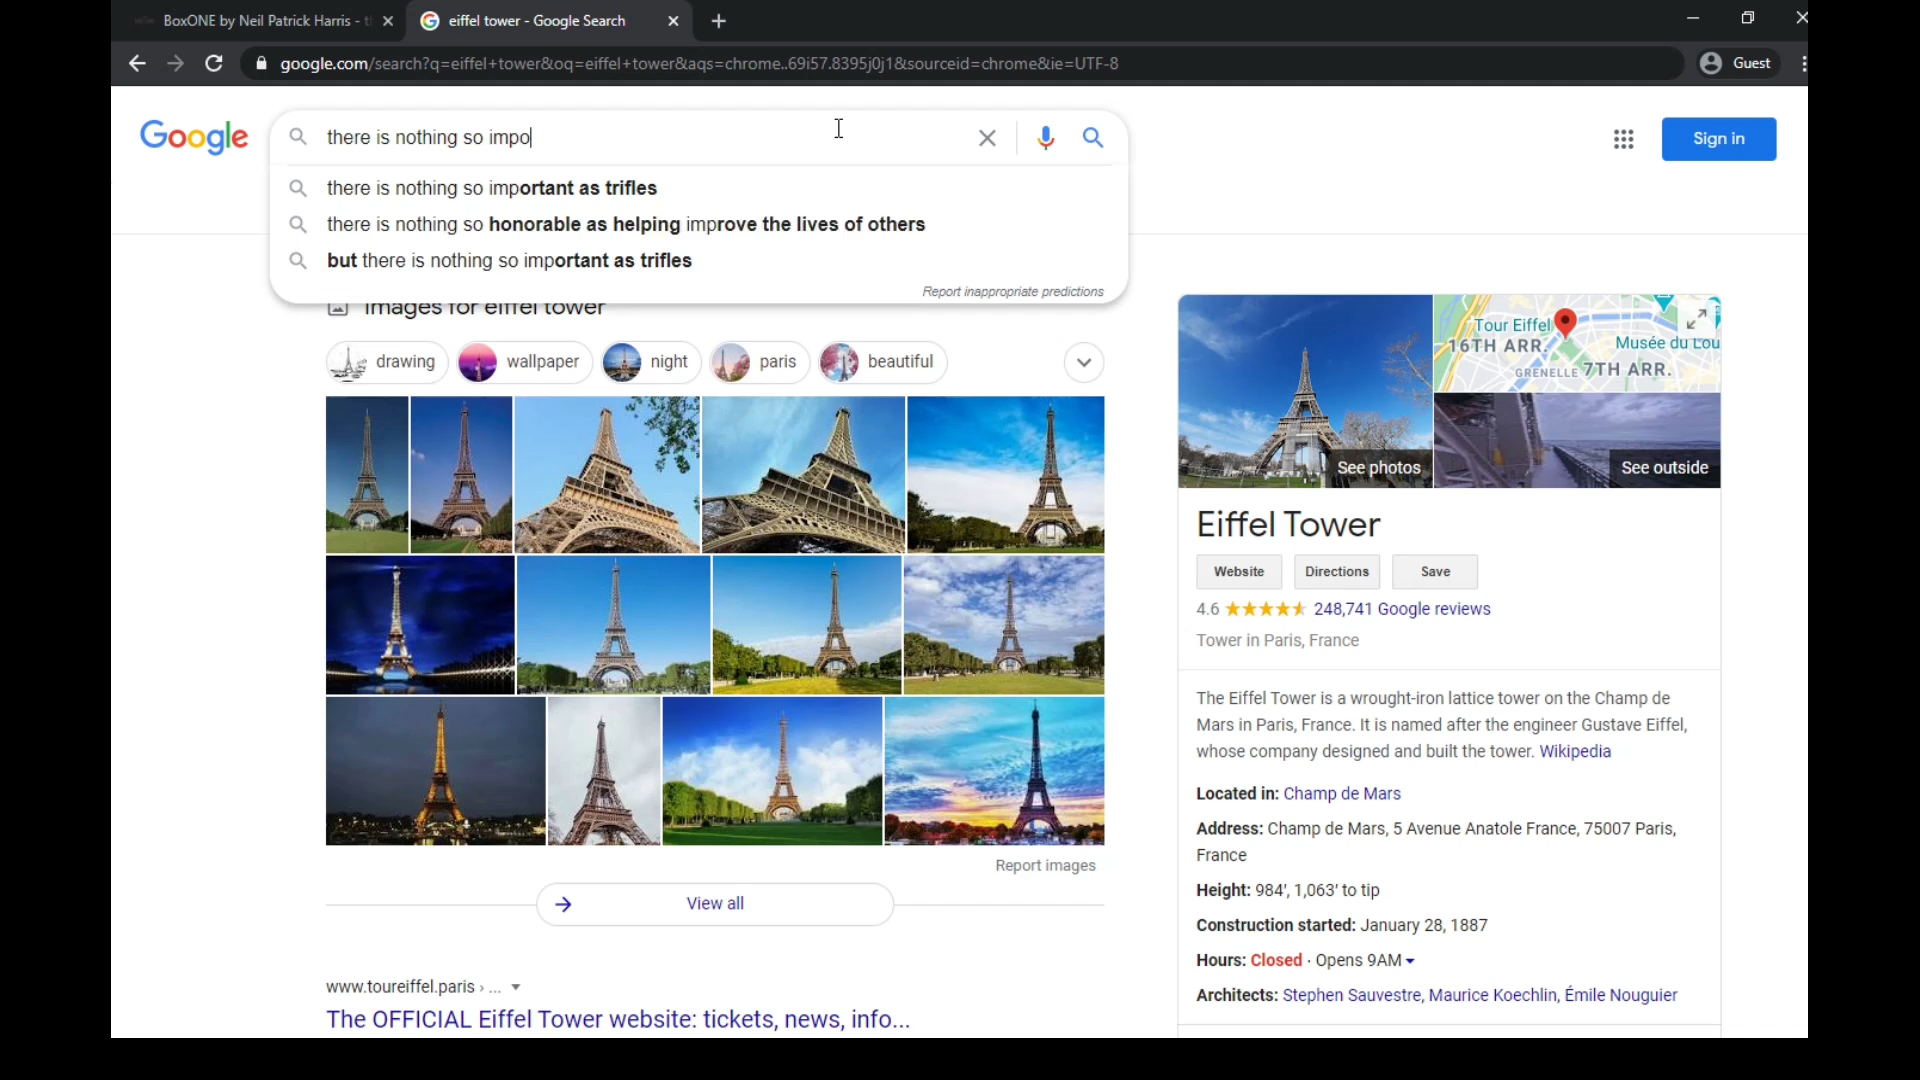 BoxONE by Neil Patrick Harris - t
eiffel tower - Google Search
google.com/search?q=eiffel+tower&oq=eiffel+tower&aqs=chrome..69i57.8395j0j1&sourceid=chrome&ie=UTF-8
Guest
Google
there is nothing so impo
Sign in
there is nothing so important as trifles
there is nothing so honorable as helping improve the lives of others
but there is nothing so important as trifles
Report inappropriate predictions
Images for eiffel tower
drawing
wallpaper
night
paris
beautiful
Report images
View all
www.toureiffel.paris › ...
The OFFICIAL Eiffel Tower website: tickets, news, info...
Tour Eiffel
16TH ARR.
Musée du Lou
GRENELLE
7TH ARR.
See photos
See outside
Eiffel Tower
Website
Directions
Save
4.6 248,741 Google reviews
Tower in Paris, France
The Eiffel Tower is a wrought-iron lattice tower on the Champ de
Mars in Paris, France. It is named after the engineer Gustave Eiffel,
whose company designed and built the tower. Wikipedia
Located in: Champ de Mars
Address: Champ de Mars, 5 Avenue Anatole France, 75007 Paris,
France
Height: 984′, 1,063′ to tip
Construction started: January 28, 1887
Hours: Closed · Opens 9AM
Architects: Stephen Sauvestre, Maurice Koechlin, Émile Nouguier